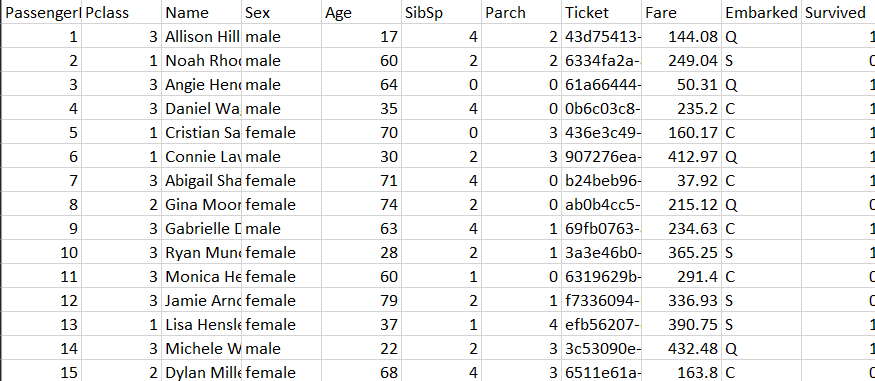 PassengerI Pclass Name Sex Age SibSp Parch Ticket Fare Embarked Survived
1 3 Allison Hill male 17 4 2 43d75413- 144.08 Q 1
2 1 Noah Rho male 60 2 2 6334fa2a- 249.04 S 0
3 3 Angie Hen male 64 0 0 61a66444- 50.31 Q 1
4 3 Daniel Wa male 35 4 0 0b6c03c8- 235.2 C 1
5 1 Cristian Sa female 70 0 3 436e3c49- 160.17 C 1
6 1 Connie Law male 30 2 3 907276ea- 412.97 Q 1
7 3 Abigail Sha female 71 4 0 b24beb96- 37.92 C 1
8 2 Gina Moor female 74 2 0 ab0b4cc5- 215.12 Q 0
9 3 Gabrielle D male 63 4 1 69fb0763- 234.63 C 1
10 3 Ryan Mun female 28 2 1 3a3e46b0- 365.25 S 1
11 3 Monica He female 60 1 0 6319629b- 291.4 C 0
12 3 Jamie Arn female 79 2 1 f7336094- 336.93 S 0
13 1 Lisa Hensle female 37 1 4 efb56207- 390.75 S 1
14 3 Michele W male 22 2 3 3c53090e- 432.48 Q 1
15 2 Dylan Mille female 68 4 3 6511e61a- 163.8 C 0